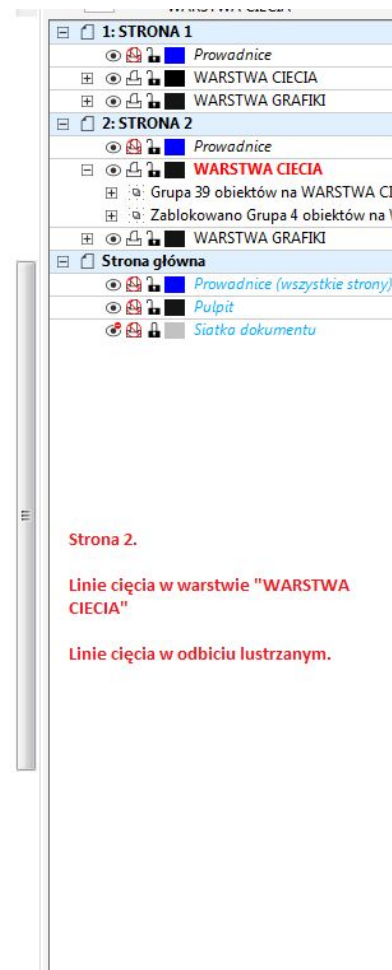 1: STRONA 1
Prowadnice
WARSTWA CIECIA
WARSTWA GRAFIKI
2: STRONA 2
Prowadnice
WARSTWA CIECIA
Grupa 39 obiektów na WARSTWA CI
Zablokowano Grupa 4 obiektów na
WARSTWA GRAFIKI
Strona główna
Prowadnice (wszystkie strony)
Pulpit
Siatka dokumentu
Strona 2.
Linie cięcia w warstwie "WARSTWA
CIECIA"
Linie cięcia w odbiciu lustrzanym.